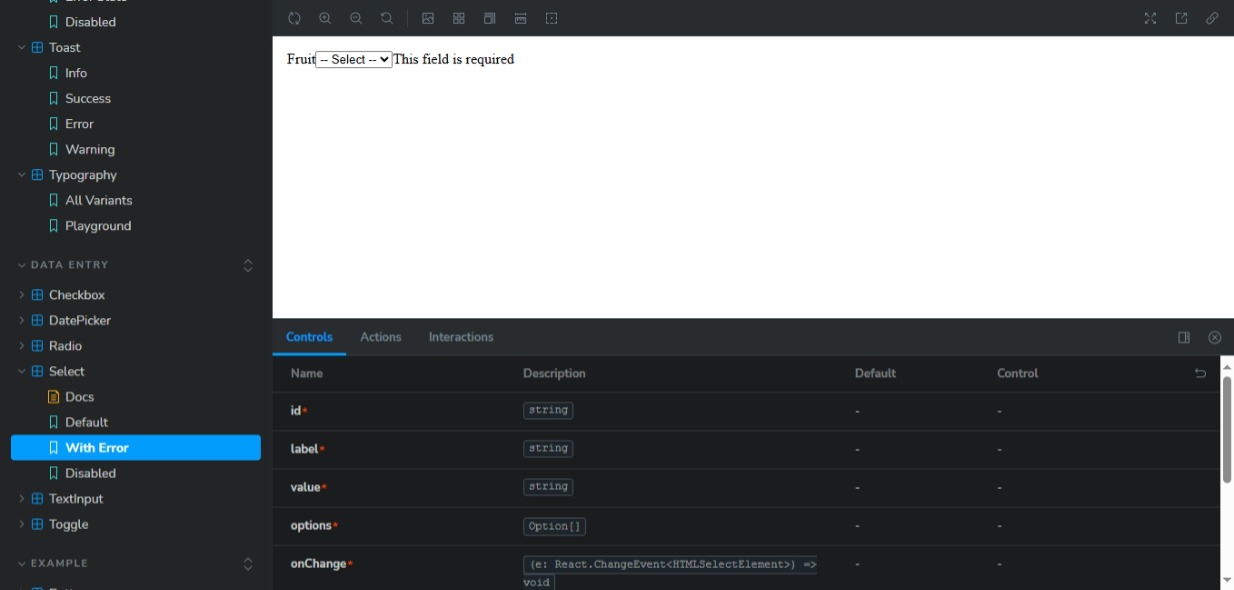 Disabled
Toast
Info
Success
Error
Warning
Typography
All Variants
Playground
DATA ENTRY
Checkbox
DatePicker
Radio
Select
Docs
Default
With Error
Disabled
TextInput
Toggle
EXAMPLE
Fruit -- Select -- This field is required
Controls Actions Interactions
Name Description Default Control
id* string - -
label* string - -
value* string - -
options* Option[] - -
onChange* (e: React.ChangeEvent<HTMLSelectElement>) => - -
void